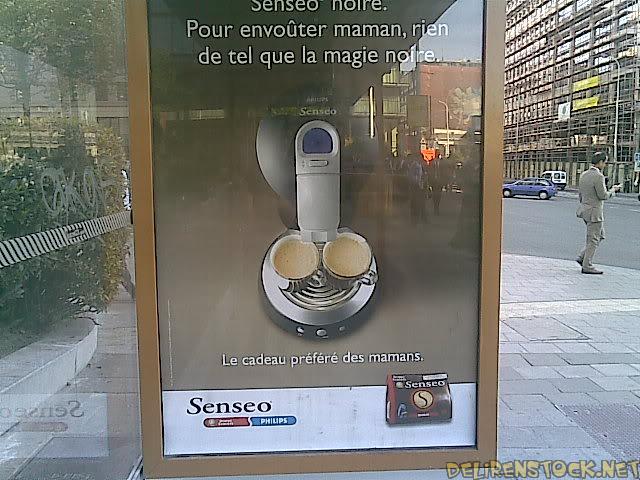 Senseo® noire.
Pour envoûter maman, rien
de tel que la magie noire.
PHILIPS
Senseo
Le cadeau préféré des mamans.
Senseo®
PHILIPS
Senseo
S
DELIRENSTOCK.NET